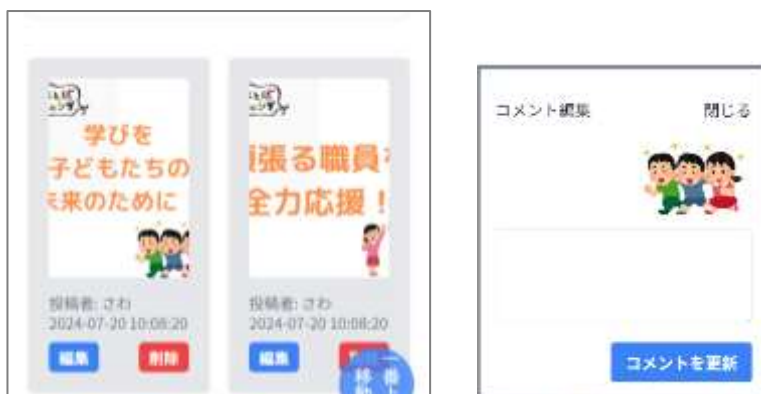 学びを
子どもたちの
未来のために
投稿者: さわ
2024-07-20 10:08:20
編集
削除
張る職員
全力応援！
投稿者: さわ
2024-07-20 10:08:20
編集
コメント編集
閉じる
コメントを更新